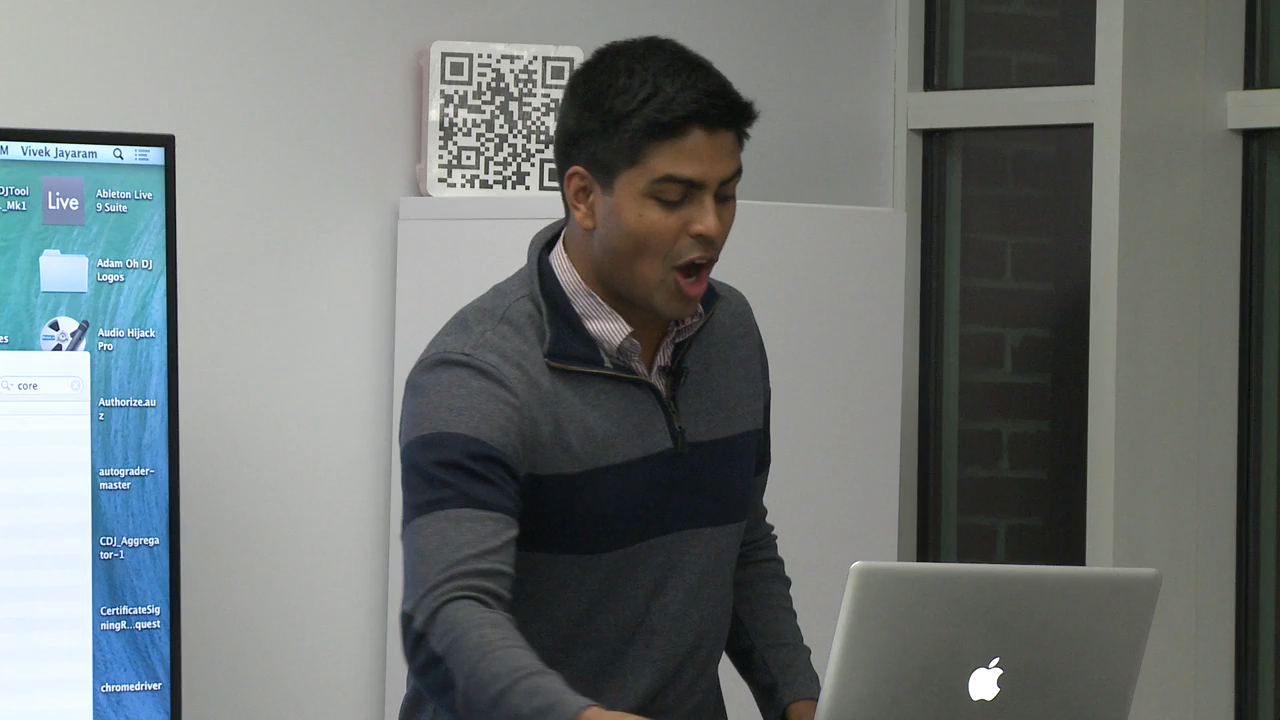 M Vivek Jayaram
DJTool
_Mk1
Live
Ableton Live
9 Suite
Adam Oh DJ
Logos
es
Audio Hijack
Pro
core
Authorize.au
z
autograder-
master
CDJ_Aggrega
tor-1
CertificateSig
ningR...quest
chromedriver